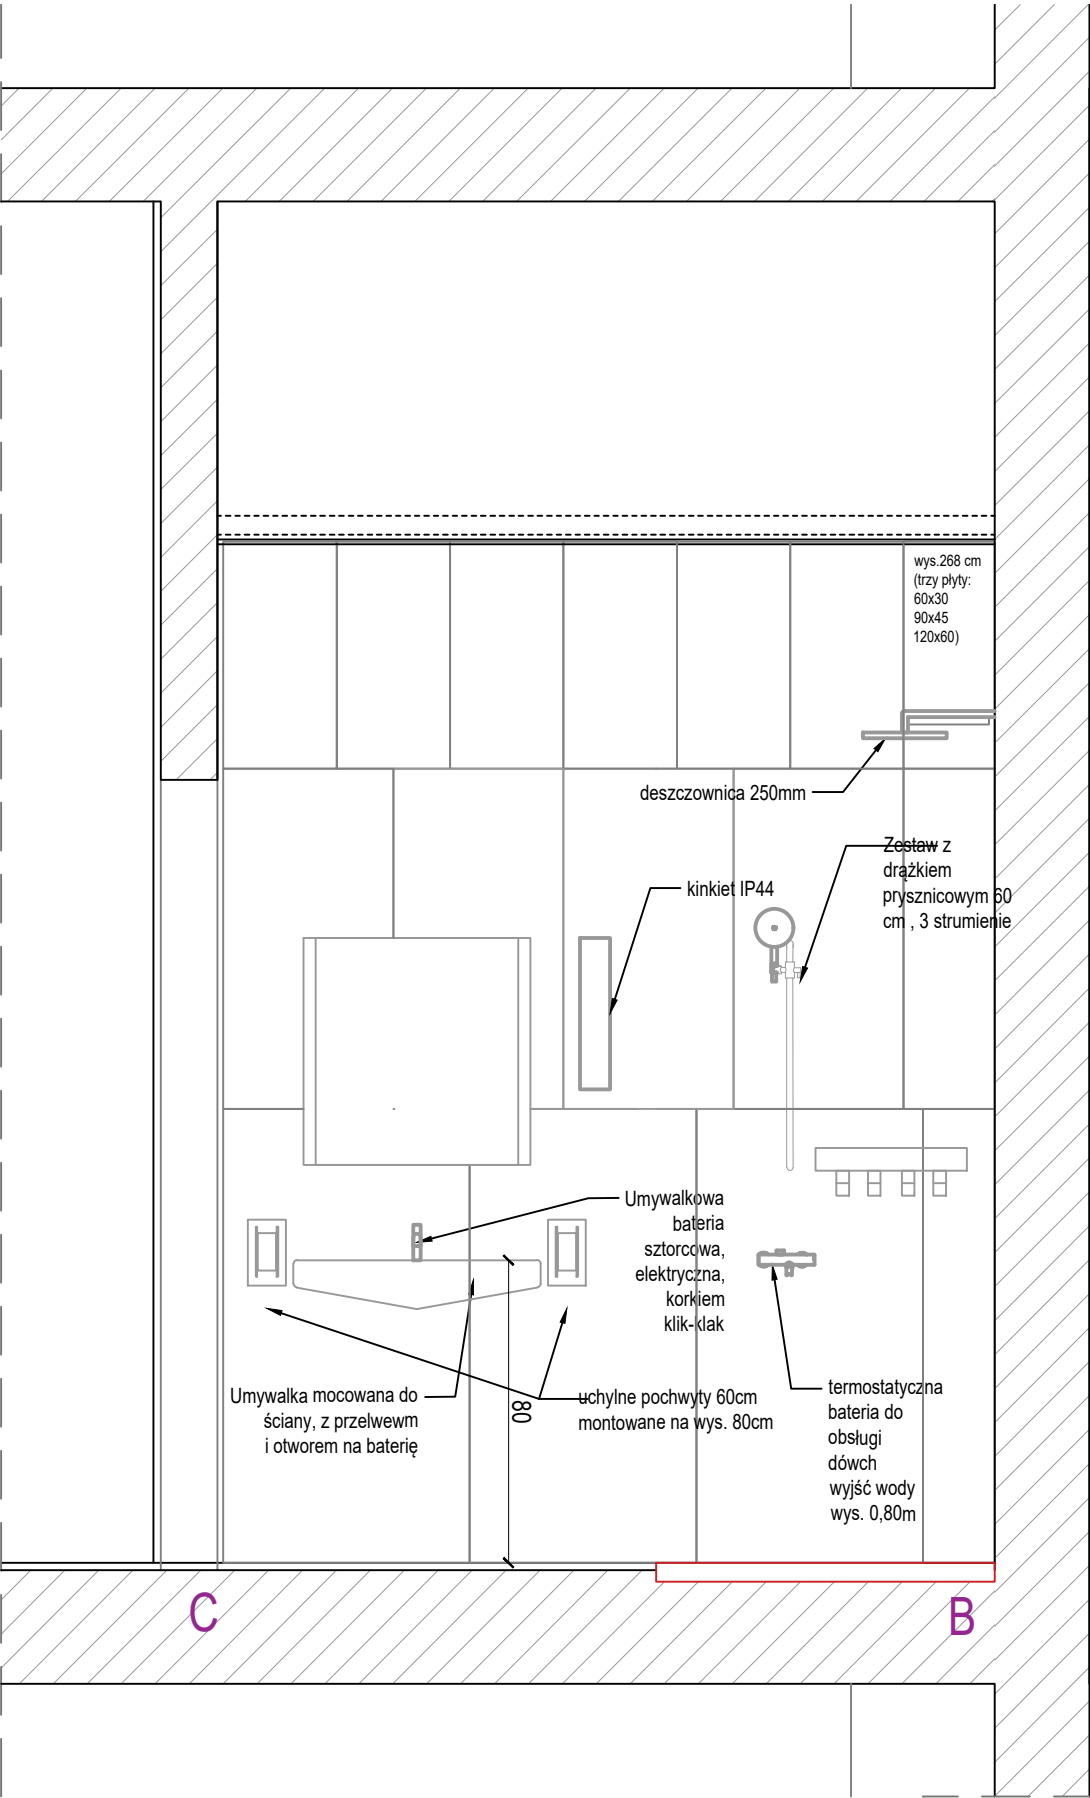 wys.268 cm
(trzy płyty:
60x30
90x45
120x60)
deszczownica 250mm
Zestaw z
drążkiem
prysznicowym 60
cm , 3 strumienie
kinkiet IP44
Umywalkowa
bateria
sztorcowa,
elektryczna,
korkiem
klik-klak
Umywalka mocowana do
ściany, z przelwewm
i otworem na baterię
80
uchylne pochwyty 60cm
montowane na wys. 80cm
termostatyczna
bateria do
obsługi
dówch
wyjść wody
wys. 0,80m
C
B